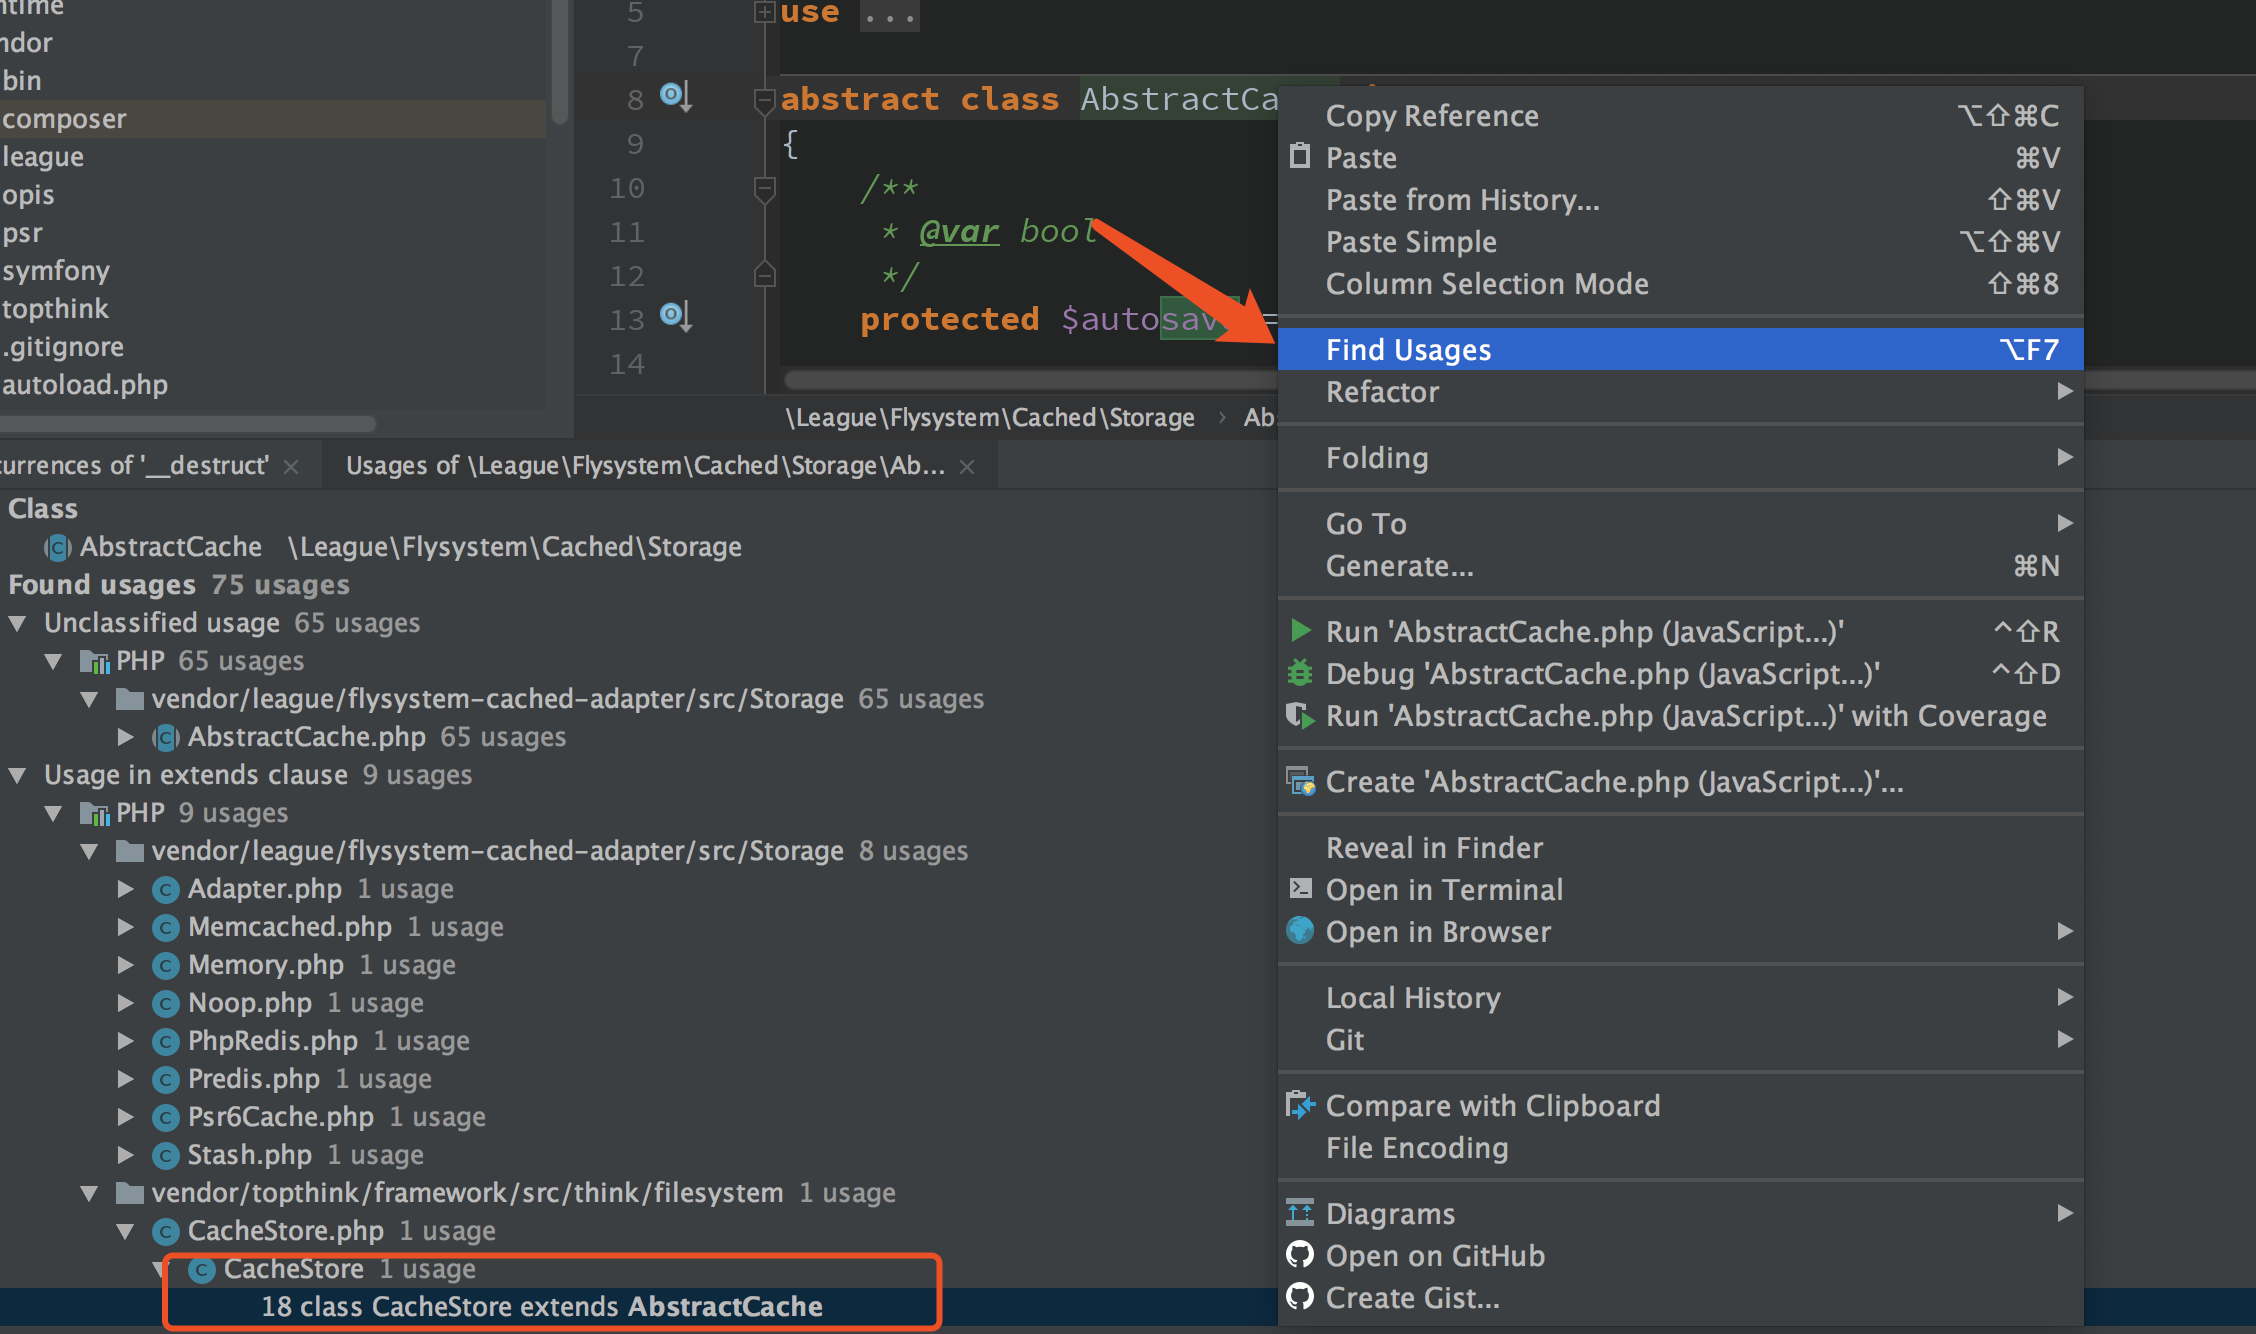 ntime
ndor
bin
composer
league
opis
psr
symfony
topthink
.gitignore
autoload.php
5 use ...
7
8 abstract class AbstractCa
9 {
10 /**
11 * @var bool
12 */
13 protected $autosav =
14
\League\Flysystem\Cached\Storage › Ab
currences of '__destruct' ×
Usages of \League\Flysystem\Cached\Storage\Ab... ×
Class
AbstractCache \League\Flysystem\Cached\Storage
Found usages 75 usages
Unclassified usage 65 usages
PHP 65 usages
vendor/league/flysystem-cached-adapter/src/Storage 65 usages
AbstractCache.php 65 usages
Usage in extends clause 9 usages
PHP 9 usages
vendor/league/flysystem-cached-adapter/src/Storage 8 usages
Adapter.php 1 usage
Memcached.php 1 usage
Memory.php 1 usage
Noop.php 1 usage
PhpRedis.php 1 usage
Predis.php 1 usage
Psr6Cache.php 1 usage
Stash.php 1 usage
vendor/topthink/framework/src/think/filesystem 1 usage
CacheStore.php 1 usage
CacheStore 1 usage
18 class CacheStore extends AbstractCache
Copy Reference ⌥⇧⌘C
Paste ⌘V
Paste from History... ⇧⌘V
Paste Simple ⌥⇧⌘V
Column Selection Mode ⇧⌘8
Find Usages ⌥F7
Refactor
Folding
Go To
Generate... ⌘N
Run 'AbstractCache.php (JavaScript...)' ^⇧R
Debug 'AbstractCache.php (JavaScript...)' ^⇧D
Run 'AbstractCache.php (JavaScript...)' with Coverage
Create 'AbstractCache.php (JavaScript...)'...
Reveal in Finder
Open in Terminal
Open in Browser
Local History
Git
Compare with Clipboard
File Encoding
Diagrams
Open on GitHub
Create Gist...